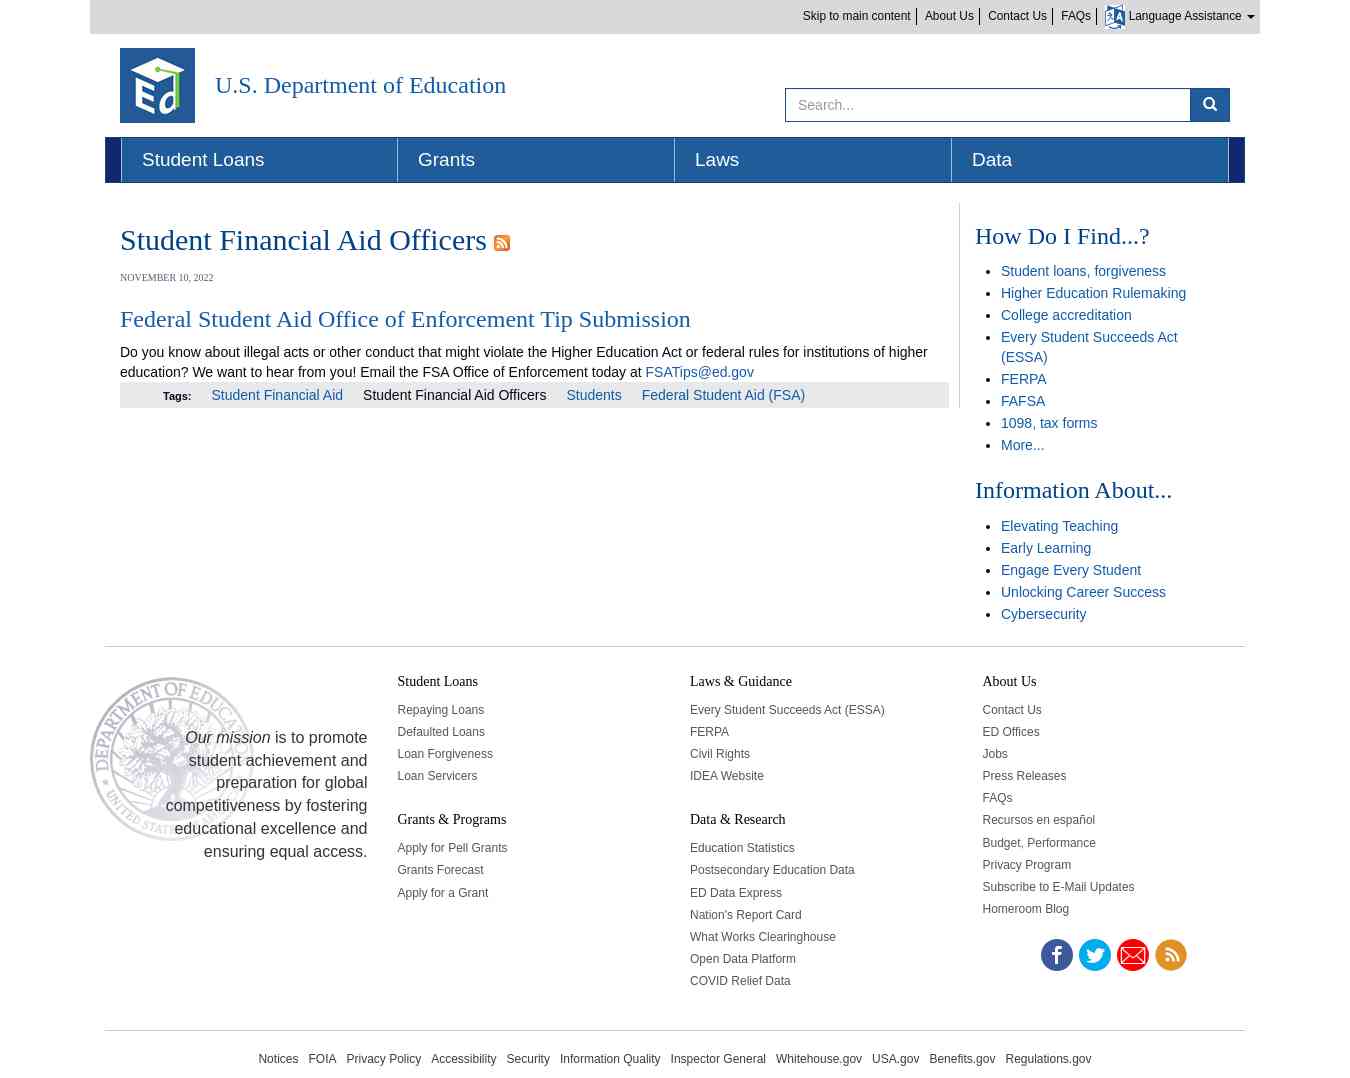 Skip to main content
About Us
Contact Us
FAQs
Language Assistance
U.S. Department of Education
Search...
Student Loans
Grants
Laws
Data
Student Financial Aid Officers
NOVEMBER 10, 2022
Federal Student Aid Office of Enforcement Tip Submission
Do you know about illegal acts or other conduct that might violate the Higher Education Act or federal rules for institutions of higher
education? We want to hear from you! Email the FSA Office of Enforcement today at FSATips@ed.gov
Tags: Student Financial Aid Student Financial Aid Officers Students Federal Student Aid (FSA)
How Do I Find...?
Student loans, forgiveness
Higher Education Rulemaking
College accreditation
Every Student Succeeds Act
(ESSA)
FERPA
FAFSA
1098, tax forms
More...
Information About...
Elevating Teaching
Early Learning
Engage Every Student
Unlocking Career Success
Cybersecurity
Our mission is to promote
student achievement and
preparation for global
competitiveness by fostering
educational excellence and
ensuring equal access.
Student Loans
Repaying Loans
Defaulted Loans
Loan Forgiveness
Loan Servicers
Grants & Programs
Apply for Pell Grants
Grants Forecast
Apply for a Grant
Laws & Guidance
Every Student Succeeds Act (ESSA)
FERPA
Civil Rights
IDEA Website
Data & Research
Education Statistics
Postsecondary Education Data
ED Data Express
Nation's Report Card
What Works Clearinghouse
Open Data Platform
COVID Relief Data
About Us
Contact Us
ED Offices
Jobs
Press Releases
FAQs
Recursos en español
Budget, Performance
Privacy Program
Subscribe to E-Mail Updates
Homeroom Blog
Notices FOIA Privacy Policy Accessibility Security Information Quality Inspector General Whitehouse.gov USA.gov Benefits.gov Regulations.gov